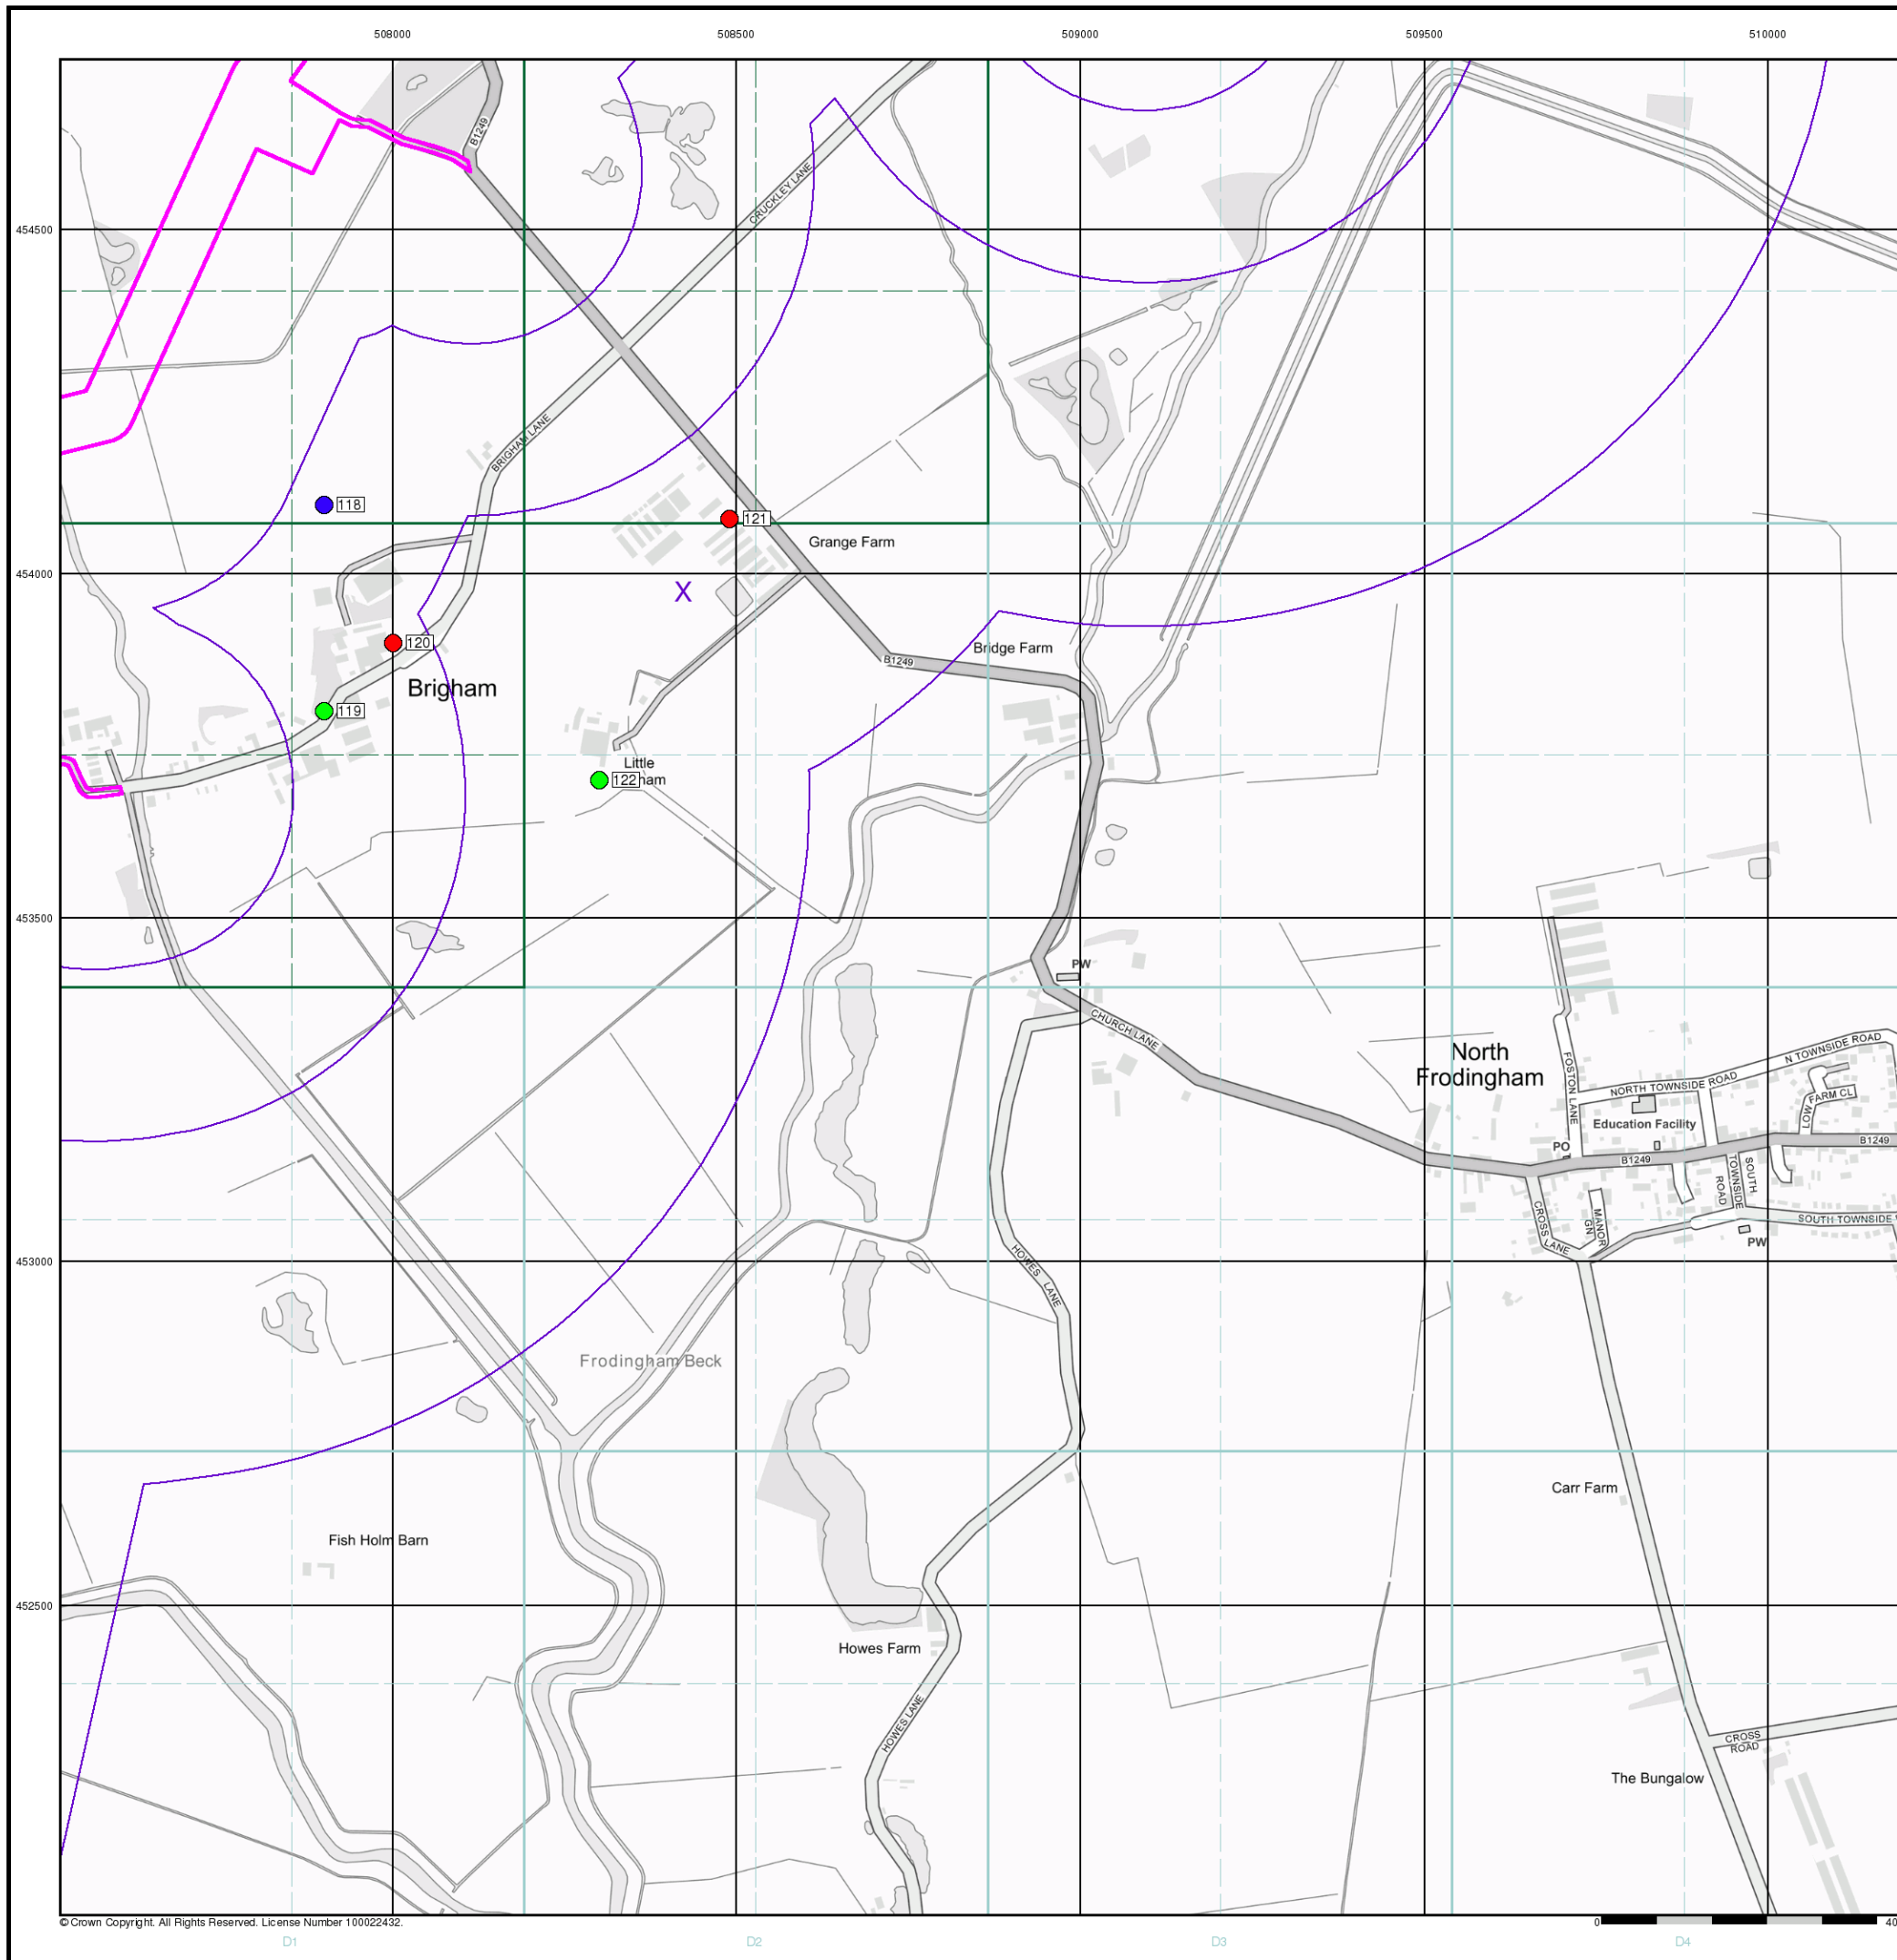 508000
508500
509000
509500
510000
B1249
CRUCKLEY LANE
454500
BRIGHAM LANE
118
121
Grange Farm
454000
X
120
Bridge Farm
B1249
Brigham
119
Little
122
ham
453500
PW
CHURCH LANE
North
Frodingham
N TOWNSIDE ROAD
FOSTON LANE
NORTH TOWNSIDE ROAD
LOW
FARM CL
Education Facility
PO
B1249
B1249
SOUTH
TOWNSIDE
ROAD
CROSS
LANE
MANOR
GN
SOUTH TOWNSIDE
PW
453000
HOWES LANE
Frodingham Beck
Carr Farm
Fish Holm Barn
452500
Howes Farm
HOWES LANE
CROSS
ROAD
The Bungalow
© Crown Copyright. All Rights Reserved. License Number 100022432.
0
40
D1
D2
D3
D4